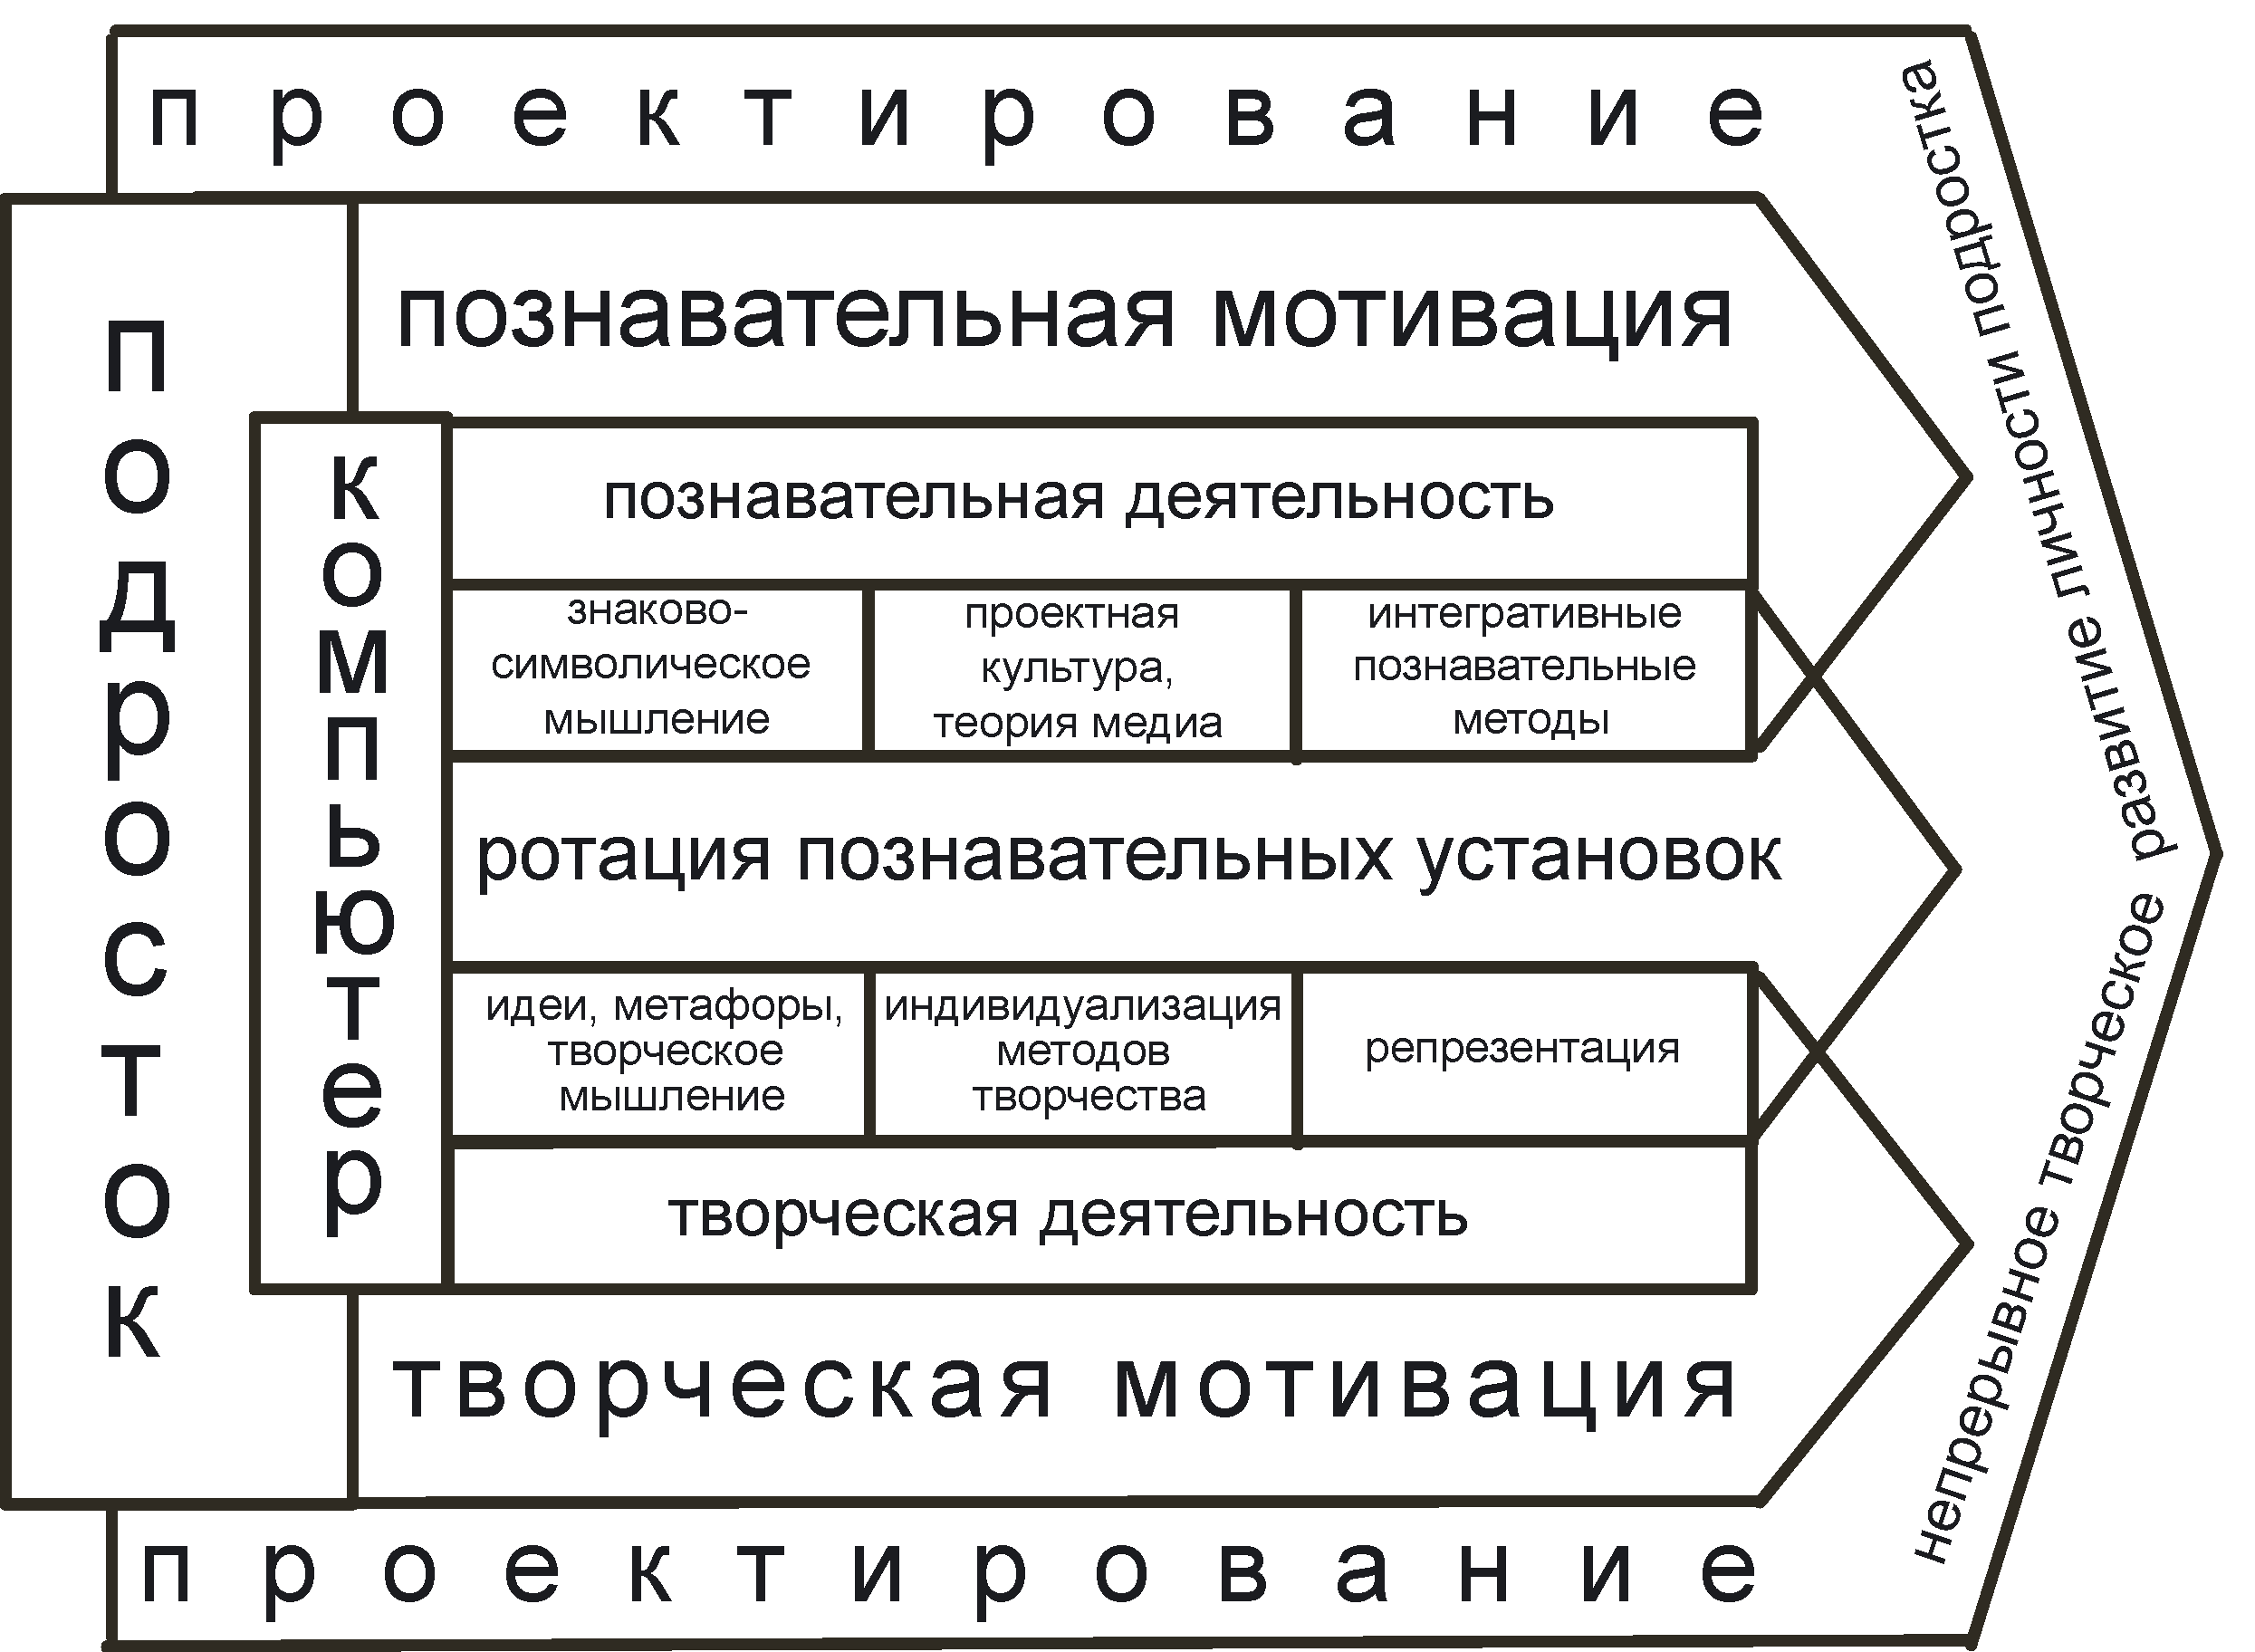 проектирование
подросток
компьютер
познавательная мотивация
познавательная деятельность
знаково-
символическое
мышление
проектная
культура,
теория медиа
интегративные
познавательные
методы
ротация познавательных установок
идеи, метафоры,
творческое
мышление
индивидуализация
методов
творчества
репрезентация
творческая деятельность
творческая мотивация
проектирование
непрерывное творческое развитие личности подростка